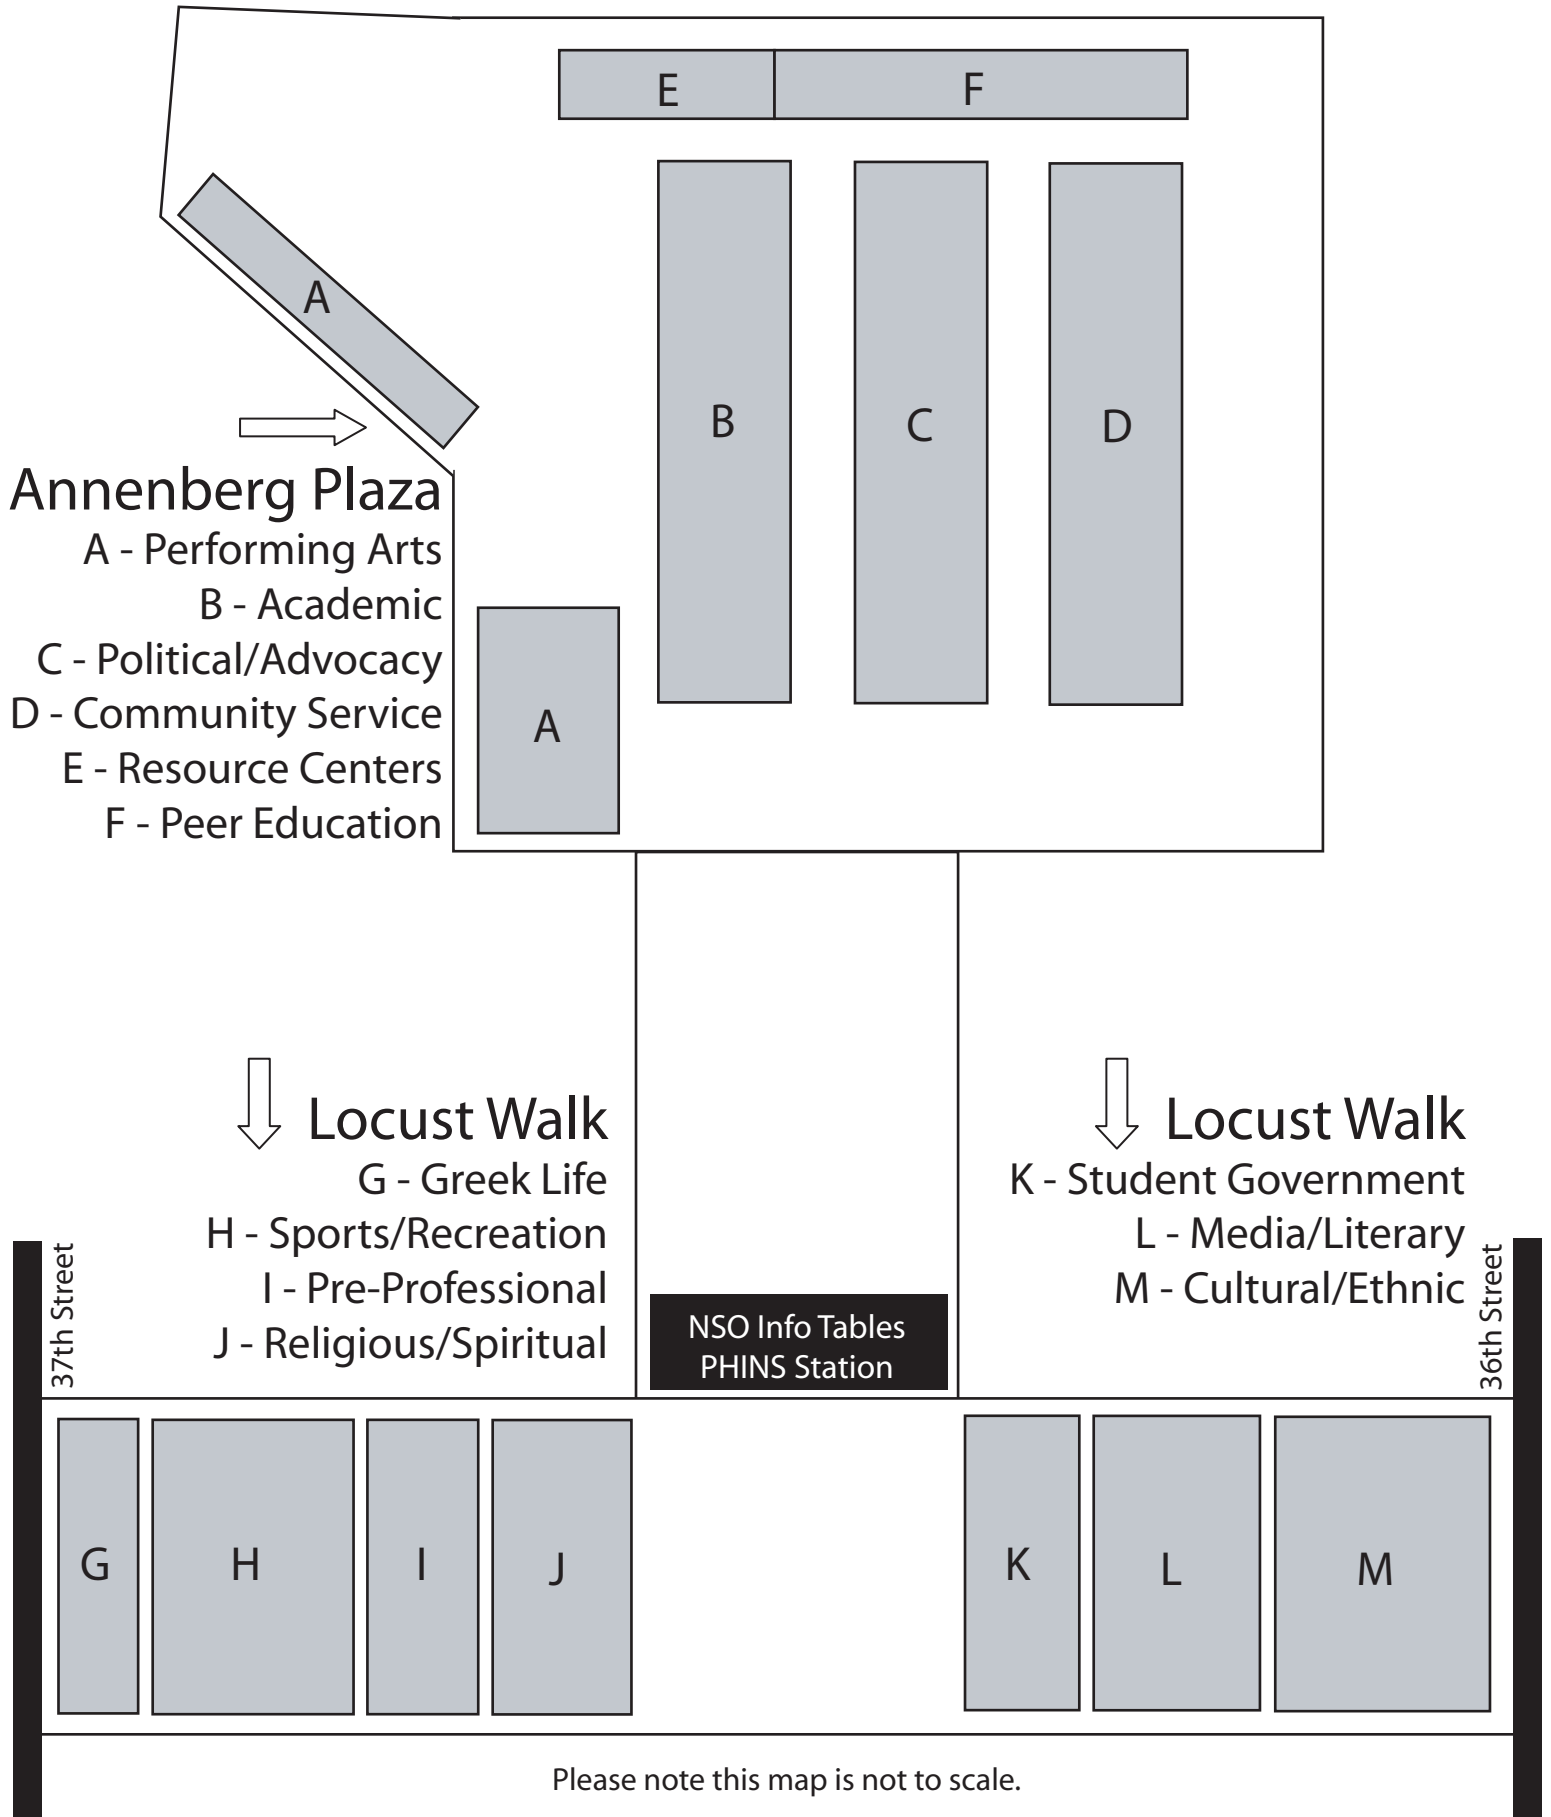 E
F
A
B
C
D
Annenberg Plaza
A - Performing Arts
B - Academic
C - Political/Advocacy
D - Community Service
E - Resource Centers
F - Peer Education
A
Locust Walk
G - Greek Life
H - Sports/Recreation
I - Pre-Professional
J - Religious/Spiritual
Locust Walk
K - Student Government
L - Media/Literary
M - Cultural/Ethnic
37th Street
NSO Info Tables
PHINS Station
36th Street
G
H
I
J
K
L
M
Please note this map is not to scale.